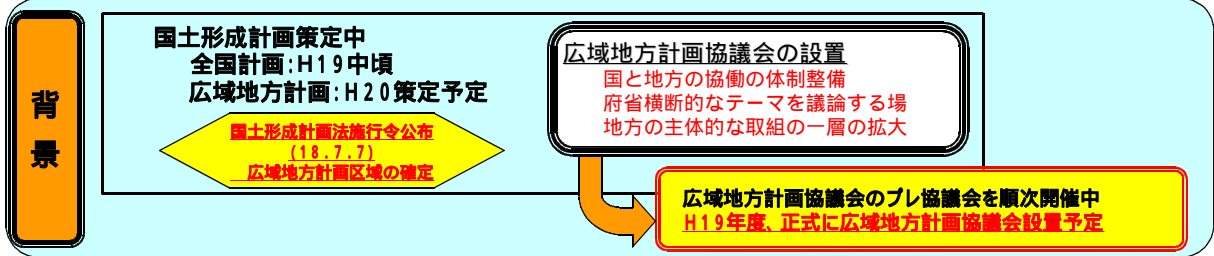 背
景
国土形成計画策定中
全国計画:H19中頃
広域地方計画:H20策定予定
国土形成計画法施行令公布
(18.7.7)
広域地方計画区域の確定
広域地方計画協議会の設置
国と地方の協働の体制整備
府省横断的なテーマを議論する場
地方の主体的な取組の一層の拡大
広域地方計画協議会のプレ協議会を順次開催中
H19年度、正式に広域地方計画協議会設置予定